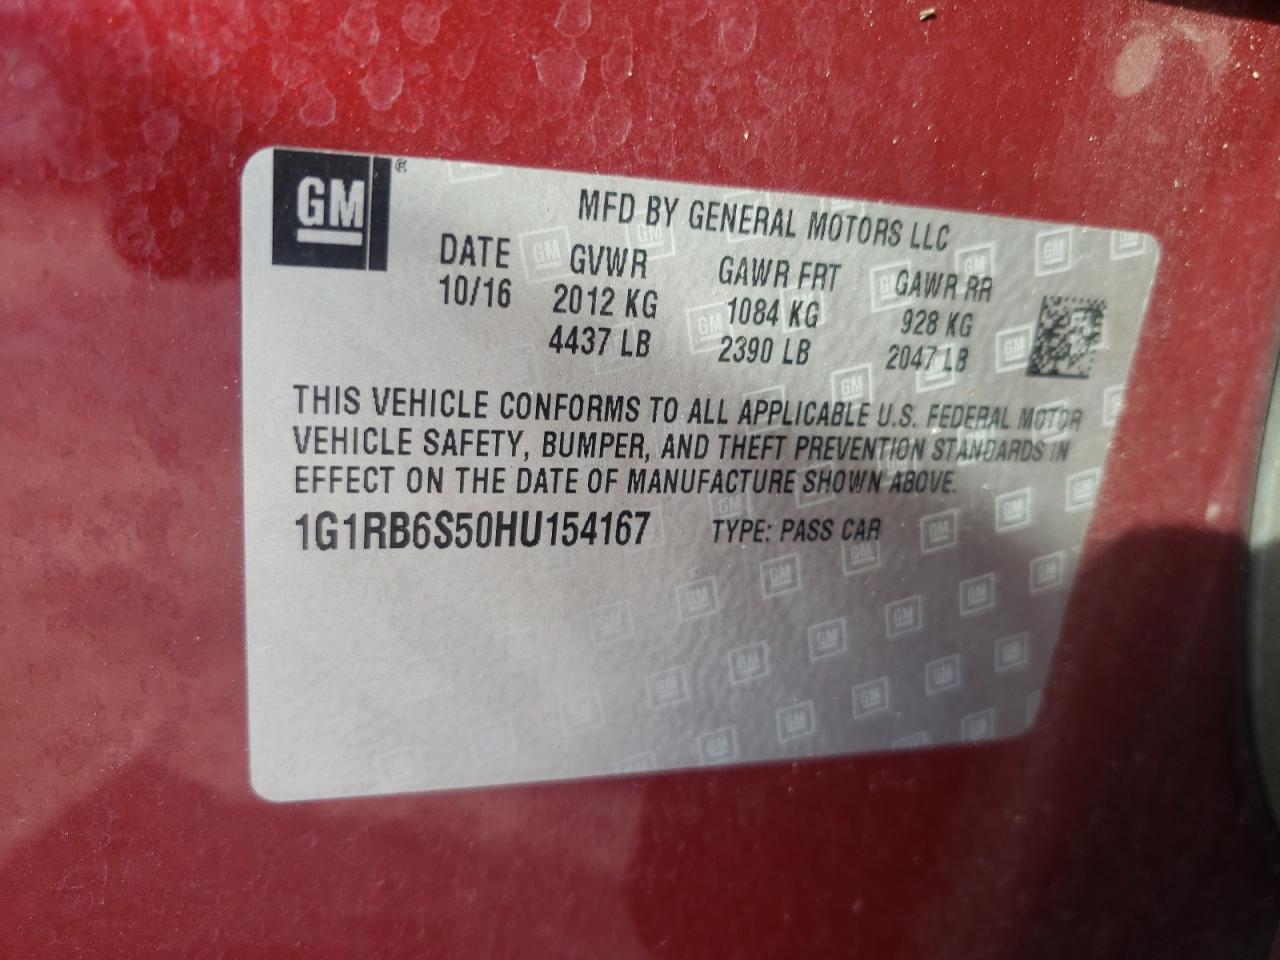 GM ®
MFD BY GENERAL MOTORS LLC
DATE GVWR GAWR FRT GAWR RR
10/16 2012 KG 1084 KG 928 KG
4437 LB 2390 LB 2047 LB
THIS VEHICLE CONFORMS TO ALL APPLICABLE U.S. FEDERAL MOTOR
VEHICLE SAFETY, BUMPER, AND THEFT PREVENTION STANDARDS IN
EFFECT ON THE DATE OF MANUFACTURE SHOWN ABOVE.
1G1RB6S50HU154167 TYPE: PASS CAR